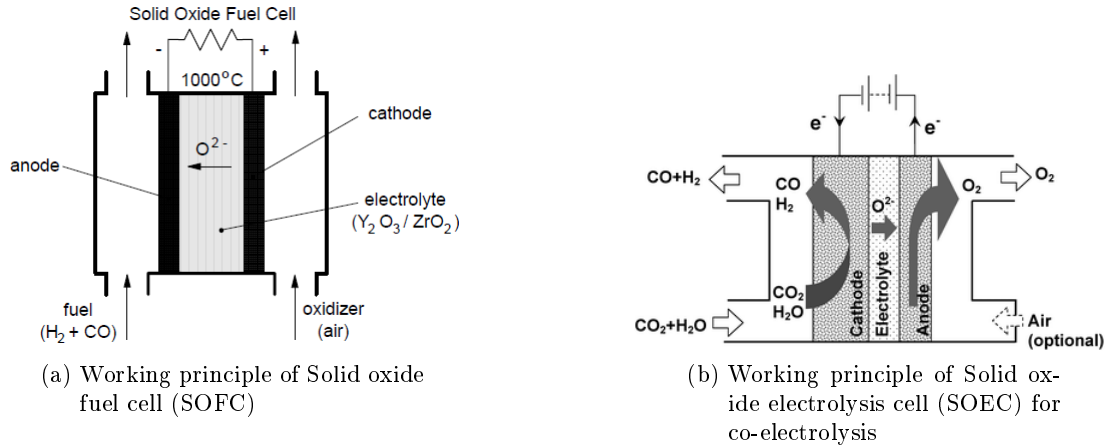 Solid Oxide Fuel Cell
- +
1000°C
cathode
O²⁻
anode
electrolyte
(Y₂O₃/ZrO₂)
fuel
(H₂ + CO)
oxidizer
(air)
(a) Working principle of Solid oxide
fuel cell (SOFC)
e⁻ e⁻
CO+H₂
CO
H₂
O²⁻
O₂
O₂
Cathode
Electrolyte
Anode
CO₂
H₂O
CO₂+H₂O
Air
(optional)
(b) Working principle of Solid ox-
ide electrolysis cell (SOEC) for
co-electrolysis